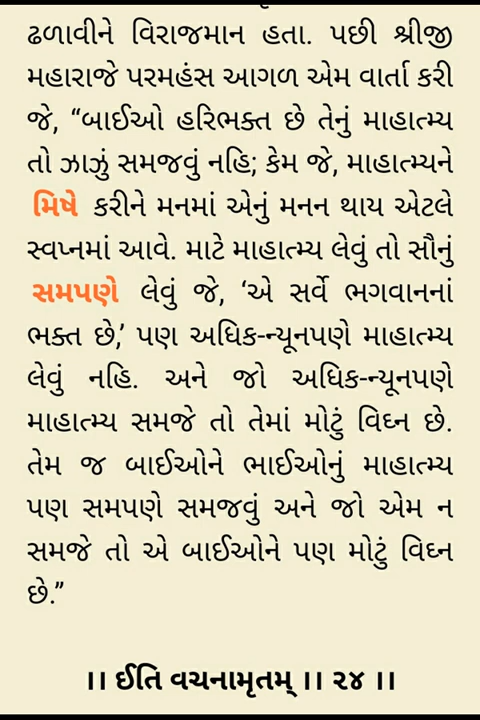 ઢળાવીને વિરાજમાન હતા. પછી શ્રીજી
મહારાજે પરમહંસ આગળ એમ વાર્તા કરી
જે, “બાઈઓ હરિભક્ત છે તેનું માહાત્મ્ય
તો ઝાઝું સમજવું નહિ; કેમ જે, માહાત્મ્યને
મિષે કરીને મનમાં એનું મનન થાય એટલે
સ્વપ્નમાં આવે. માટે માહાત્મ્ય લેવું તો સૌનું
સમપણે લેવું જે, ‘એ સર્વે ભગવાનનાં
ભક્ત છે,’ પણ અધિક-ન્યૂનપણે માહાત્મ્ય
લેવું નહિ. અને જો અધિક-ન્યૂનપણે
માહાત્મ્ય સમજે તો તેમાં મોટું વિઘ્ન છે.
તેમ જ બાઈઓને ભાઈઓનું માહાત્મ્ય
પણ સમપણે સમજવું અને જો એમ ન
સમજે તો એ બાઈઓને પણ મોટું વિઘ્ન
છે.”
।। ઈતિ વચનામૃતમ્ ।। ૨૪ ।।